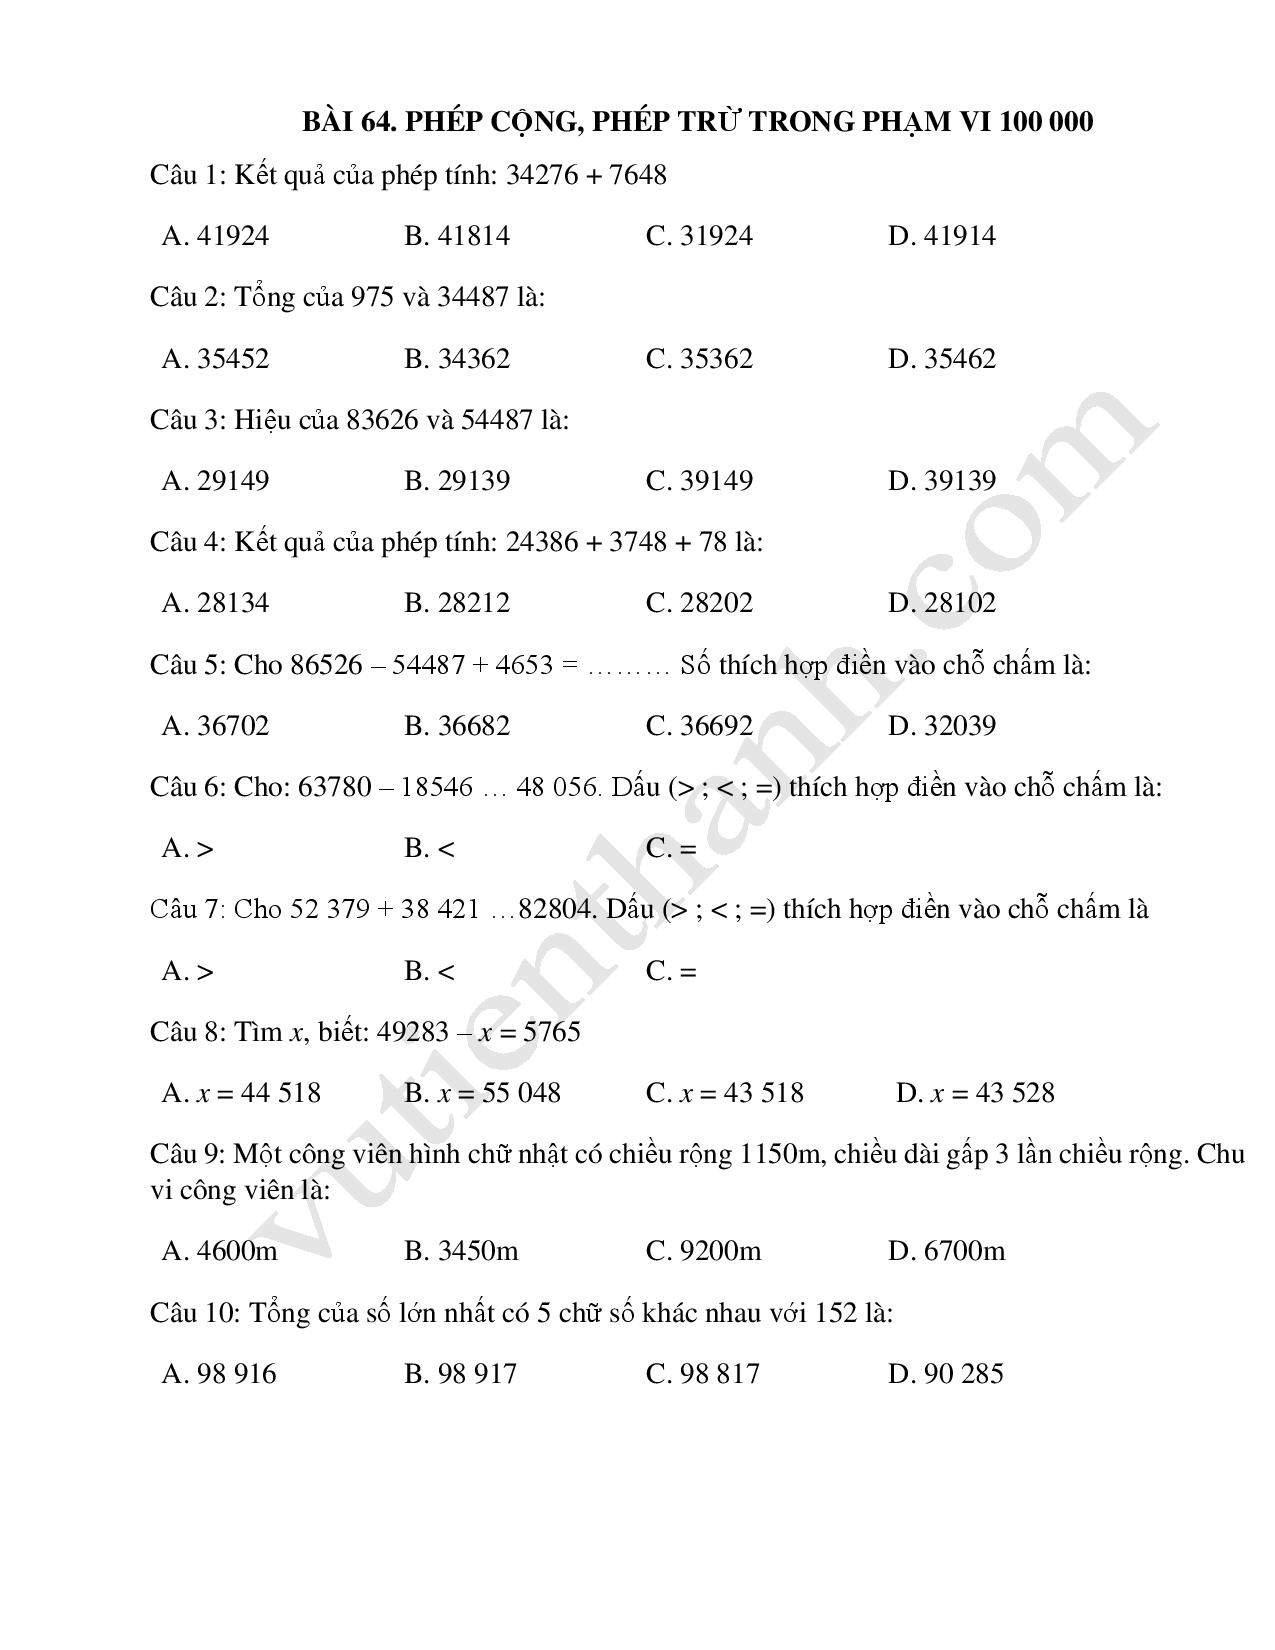 BÀI 64. PHÉP CỘNG, PHÉP TRỪ TRONG PHẠM VI 100 000
Câu 1: Kết quả của phép tính: 34276 + 7648
A. 41924 B. 41814 C. 31924 D. 41914
Câu 2: Tổng của 975 và 34487 là:
A. 35452 B. 34362 C. 35362 D. 35462
Câu 3: Hiệu của 83626 và 54487 là:
A. 29149 B. 29139 C. 39149 D. 39139
Câu 4: Kết quả của phép tính: 24386 + 3748 + 78 là:
A. 28134 B. 28212 C. 28202 D. 28102
Câu 5: Cho 86526 – 54487 + 4653 = ……… Số thích hợp điền vào chỗ chấm là:
A. 36702 B. 36682 C. 36692 D. 32039
Câu 6: Cho: 63780 – 18546 … 48 056. Dấu (> ; < ; =) thích hợp điền vào chỗ chấm là:
A. > B. < C. =
Câu 7: Cho 52 379 + 38 421 …82804. Dấu (> ; < ; =) thích hợp điền vào chỗ chấm là
A. > B. < C. =
Câu 8: Tìm x, biết: 49283 – x = 5765
A. x = 44 518 B. x = 55 048 C. x = 43 518 D. x = 43 528
Câu 9: Một công viên hình chữ nhật có chiều rộng 1150m, chiều dài gấp 3 lần chiều rộng. Chu
vi công viên là:
A. 4600m B. 3450m C. 9200m D. 6700m
Câu 10: Tổng của số lớn nhất có 5 chữ số khác nhau với 152 là:
A. 98 916 B. 98 917 C. 98 817 D. 90 285
vutienthanh.com